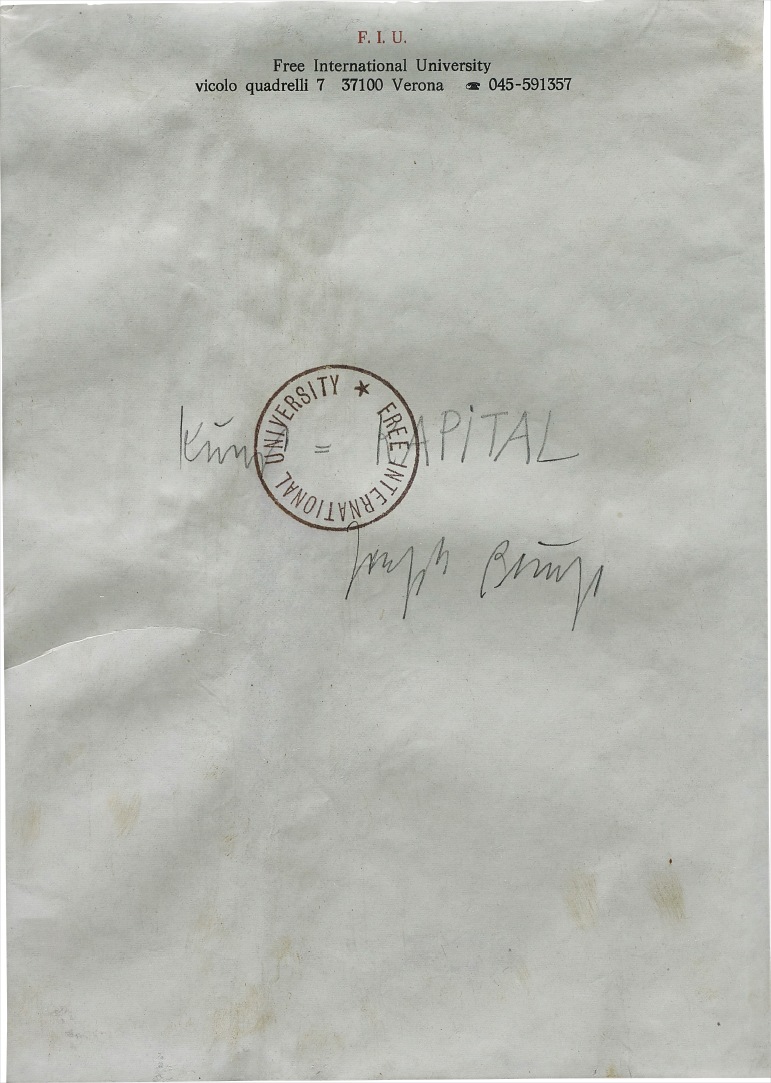 F. I. U.
Free International University
vicolo quadrelli 7 37100 Verona ☎ 045-591357
Kunst = KAPiTAL
FREE INTERNATIONAL UNIVERSITY ★
Joseph Beuys